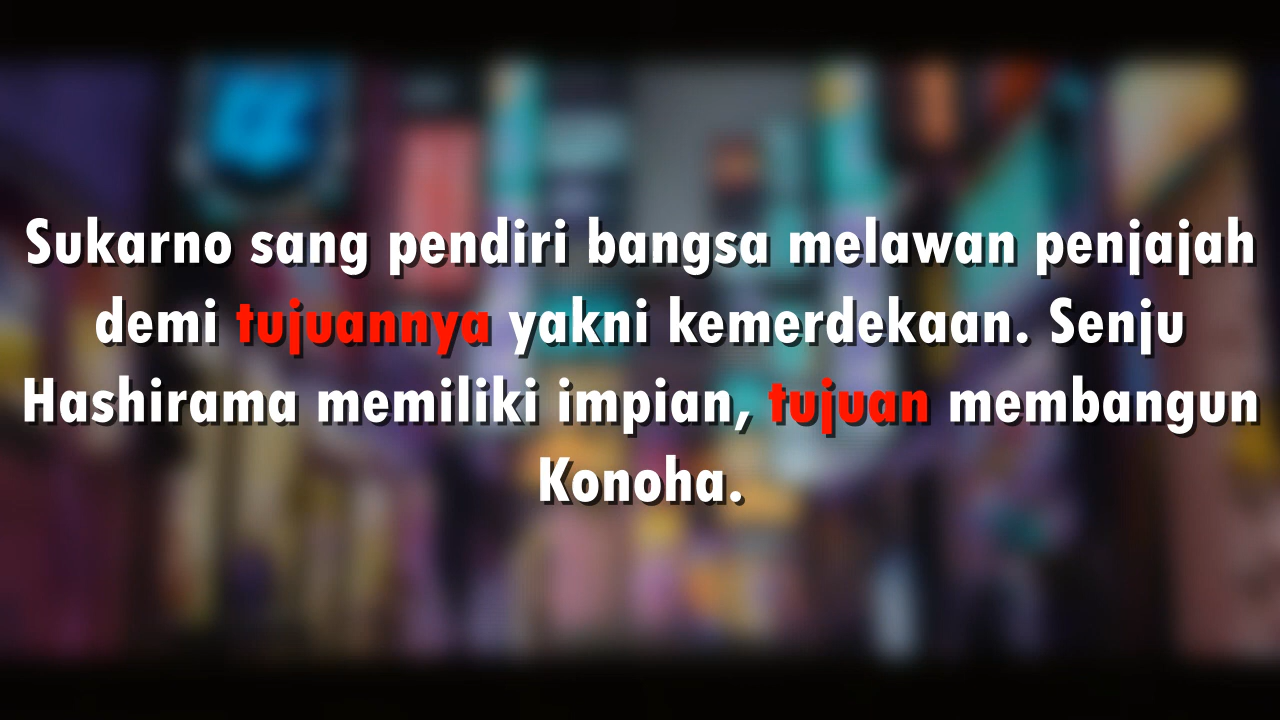 Sukarno sang pendiri bangsa melawan penjajah
demi tujuannya yakni kemerdekaan. Senju
Hashirama memiliki impian, tujuan membangun
Konoha.